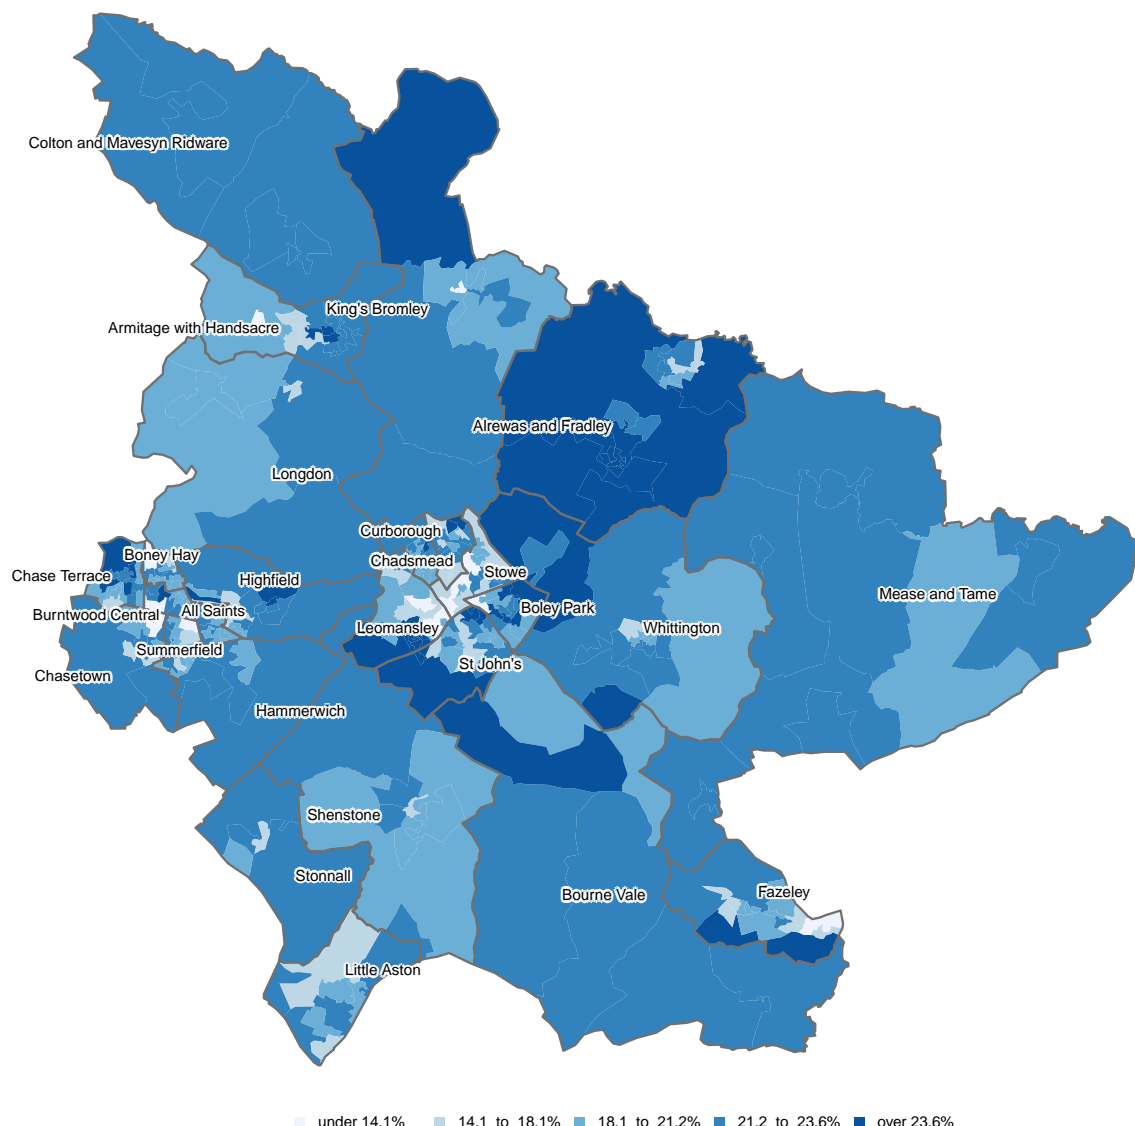 Colton and Mavesyn Ridware
King's Bromley
Armitage with Handsacre
Alrewas and Fradley
Longdon
Curborough
Boney Hay
Chadsmead
Stowe
Chase Terrace
Highfield
Mease and Tame
Burntwood Central
All Saints
Boley Park
Leomansley
Whittington
Summerfield
St John's
Chasetown
Hammerwich
Shenstone
Stonnall
Fazeley
Bourne Vale
Little Aston
under 14.1% 14.1 to 18.1% 18.1 to 21.2% 21.2 to 23.6% over 23.6%